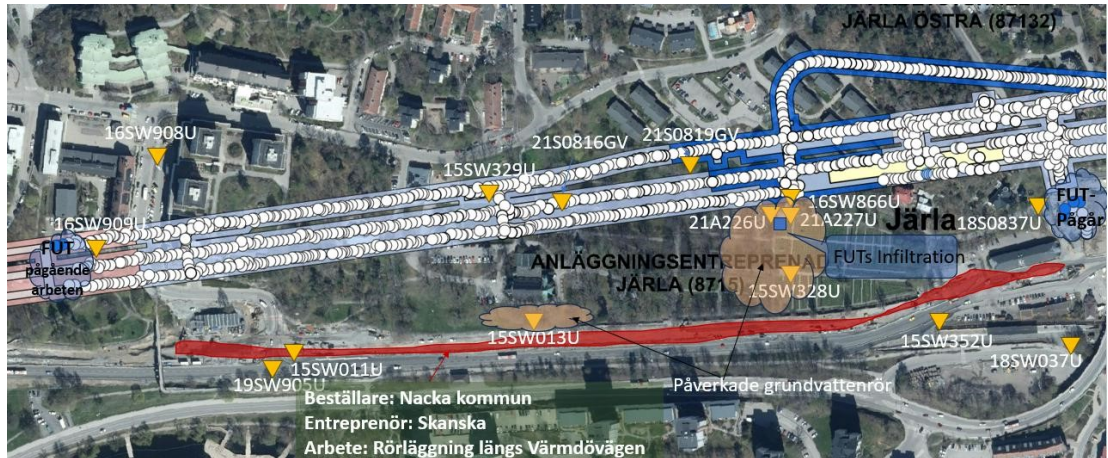 JÄRLA ÖSTRA (87132)
16SW908U
21S0816GV
21S0819GV
15SW329U
16SW909U
16SW866U
21A226U
21A227U
Järla
18S0837U
FUT-
Pågår
FUT
pågående
arbeten
FUTs Infiltration
ANLÄGGNINGSENTREPRENAD
JÄRLA (8715
15SW328U
15SW013U
15SW352U
18SW037U
15SW011U
19SW905U
Påverkade grundvattenrör
Beställare: Nacka kommun
Entreprenör: Skanska
Arbete: Rörläggning längs Värmdövägen